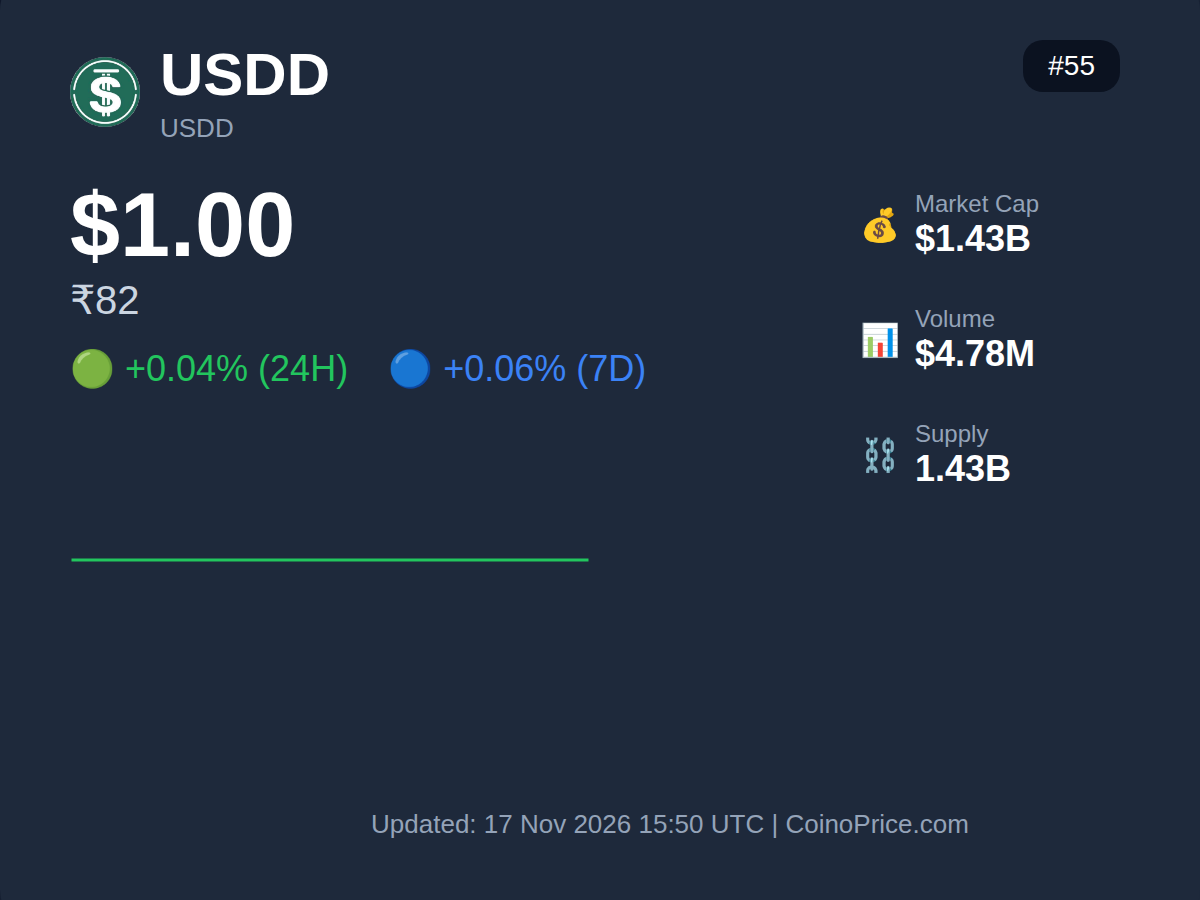 USDD
USDD
#55
$1.00
₹82
+0.04% (24H) +0.06% (7D)
Market Cap
$1.43B
Volume
$4.78M
Supply
1.43B
Updated: 17 Nov 2026 15:50 UTC | CoinoPrice.com